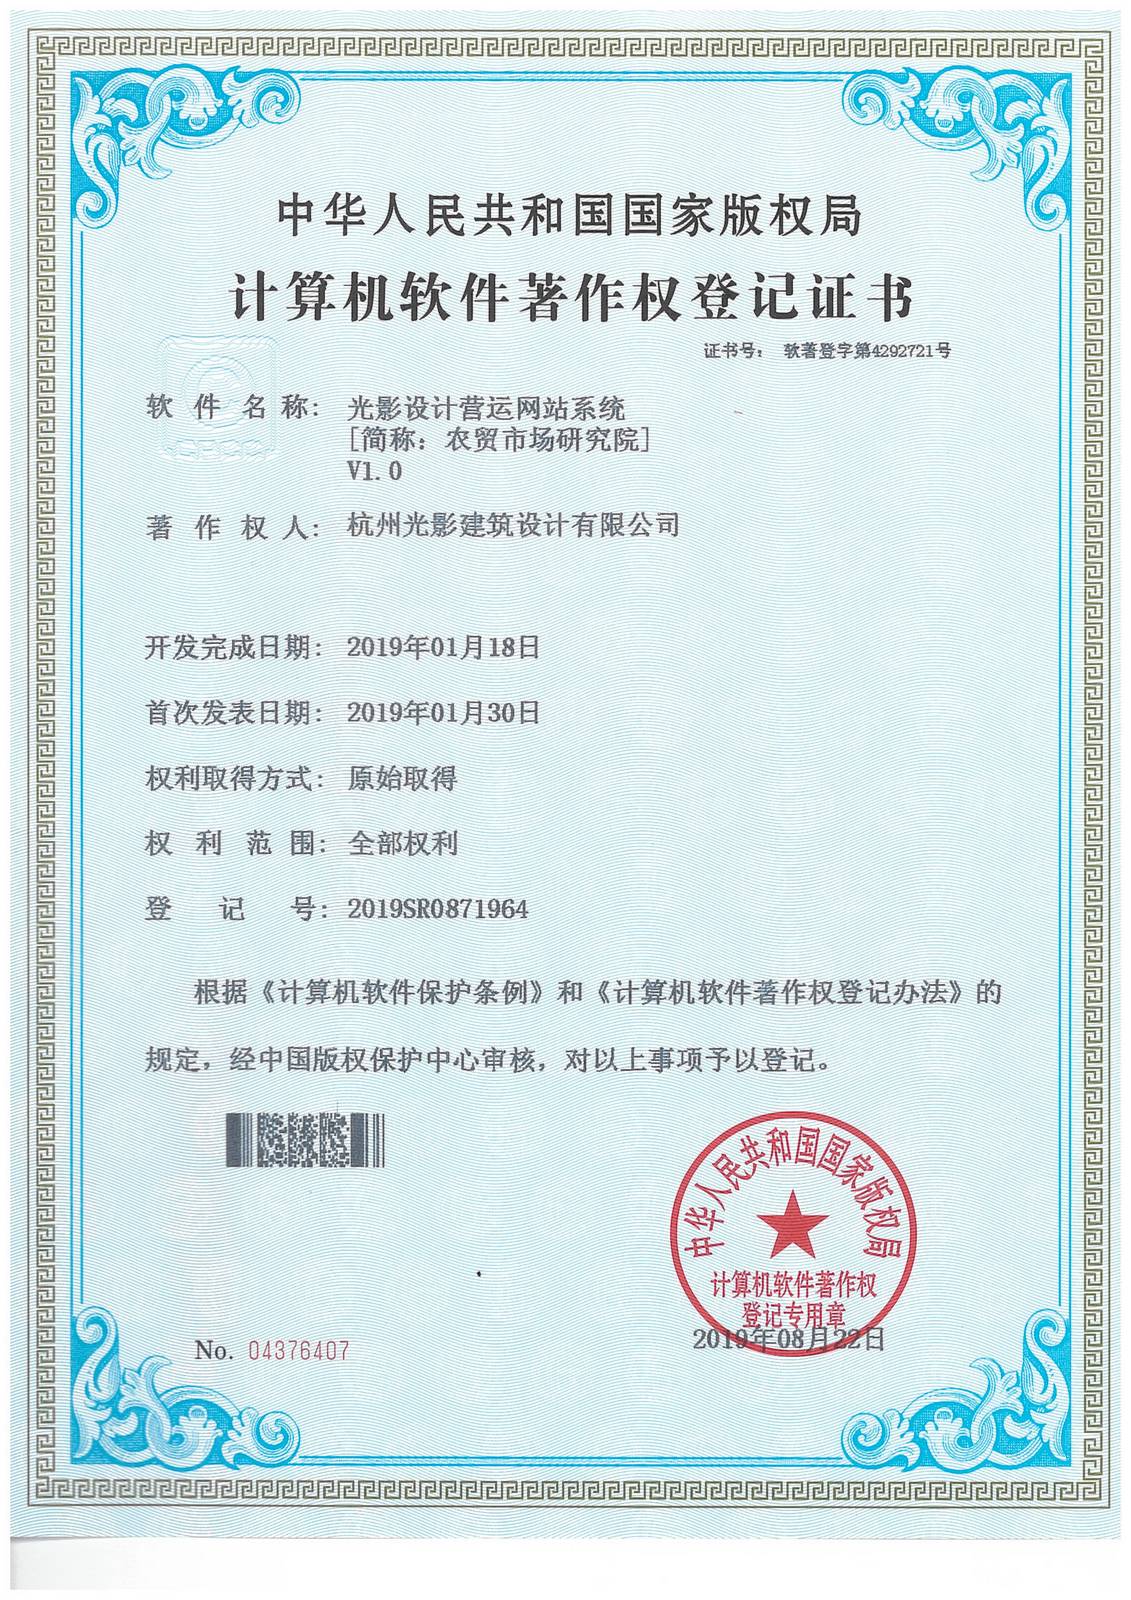 中华人民共和国国家版权局
计算机软件著作权登记证书
证书号： 软著登字第4292721号
软件名称： 光影设计营运网站系统
[简称：农贸市场研究院]
V1.0
著作权人： 杭州光影建筑设计有限公司
开发完成日期： 2019年01月18日
首次发表日期： 2019年01月30日
权利取得方式： 原始取得
权利范围： 全部权利
登记号： 2019SR0871964
根据《计算机软件保护条例》和《计算机软件著作权登记办法》的
规定，经中国版权保护中心审核，对以上事项予以登记。
中华人民共和国国家版权局
计算机软件著作权
登记专用章
2019年08月22日
No. 04376407